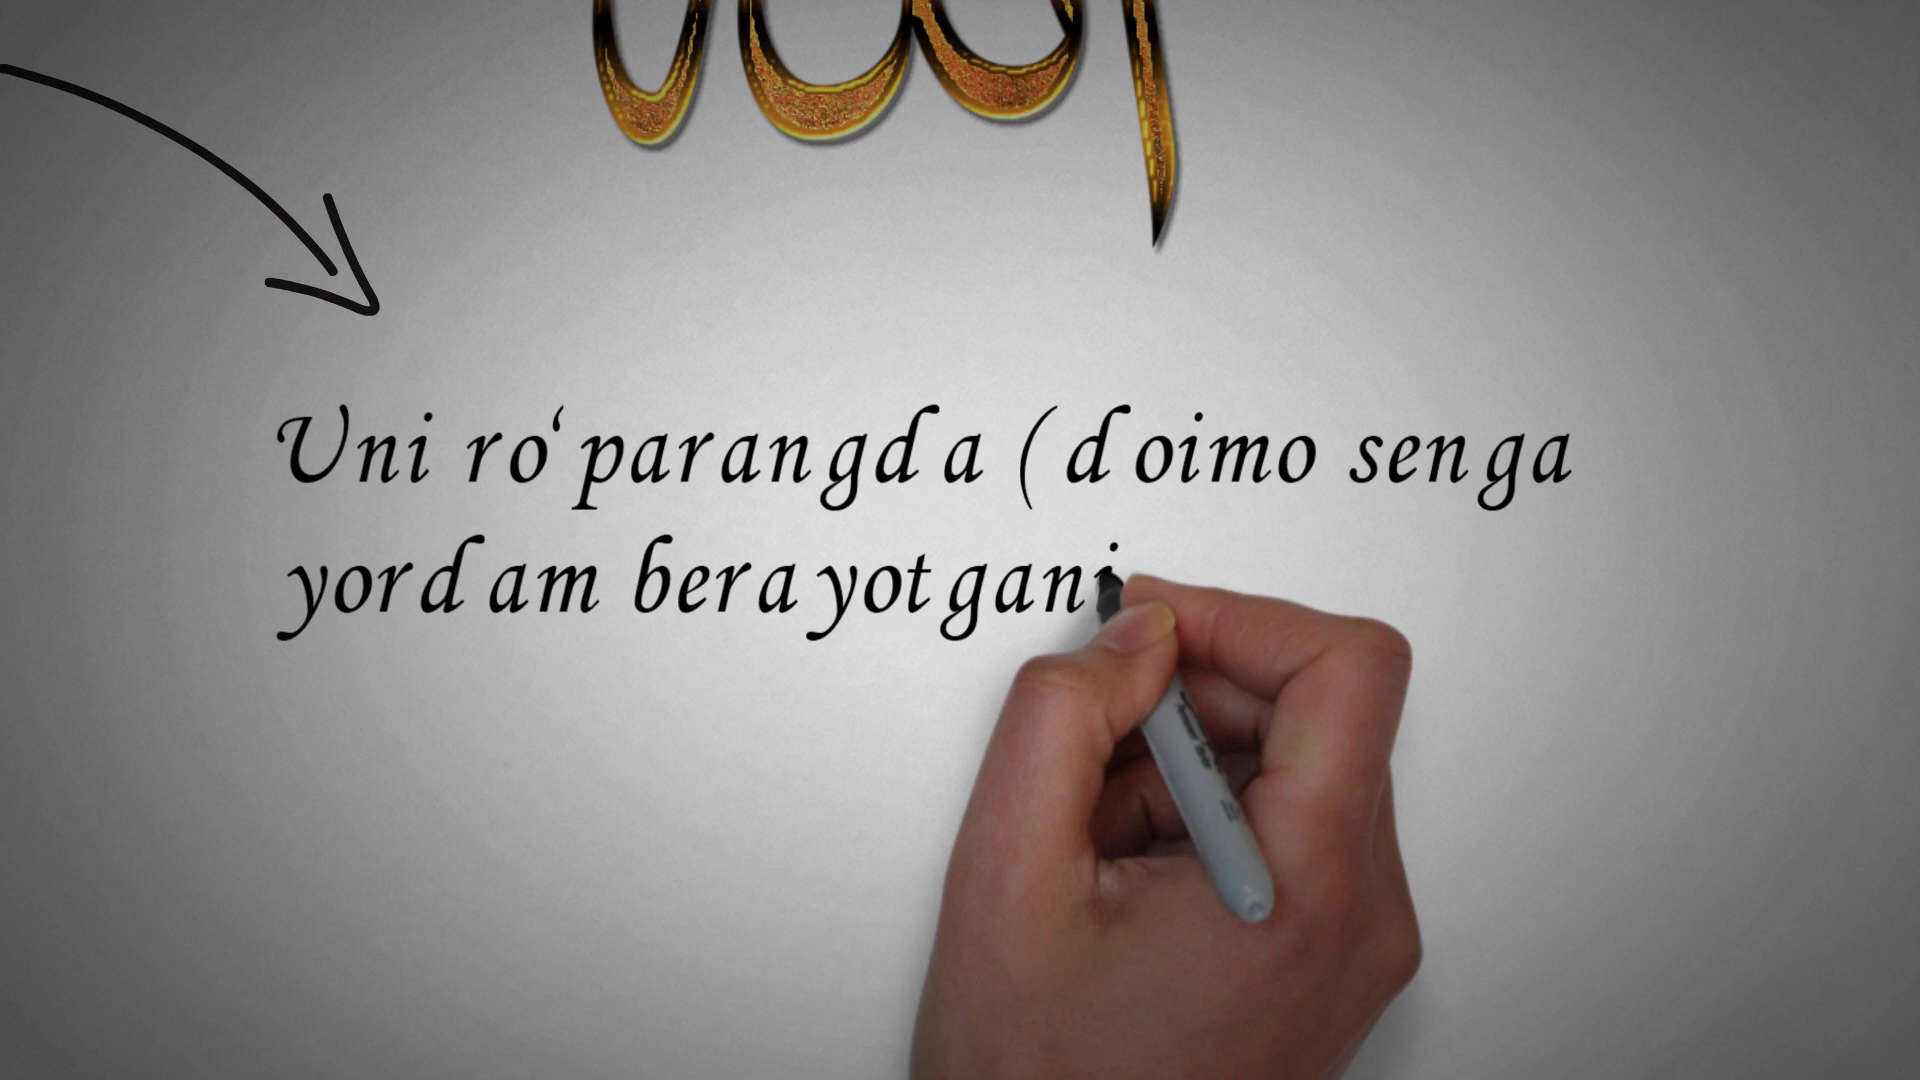 Uni ro‘parangda (doimo senga
yordam berayotgani